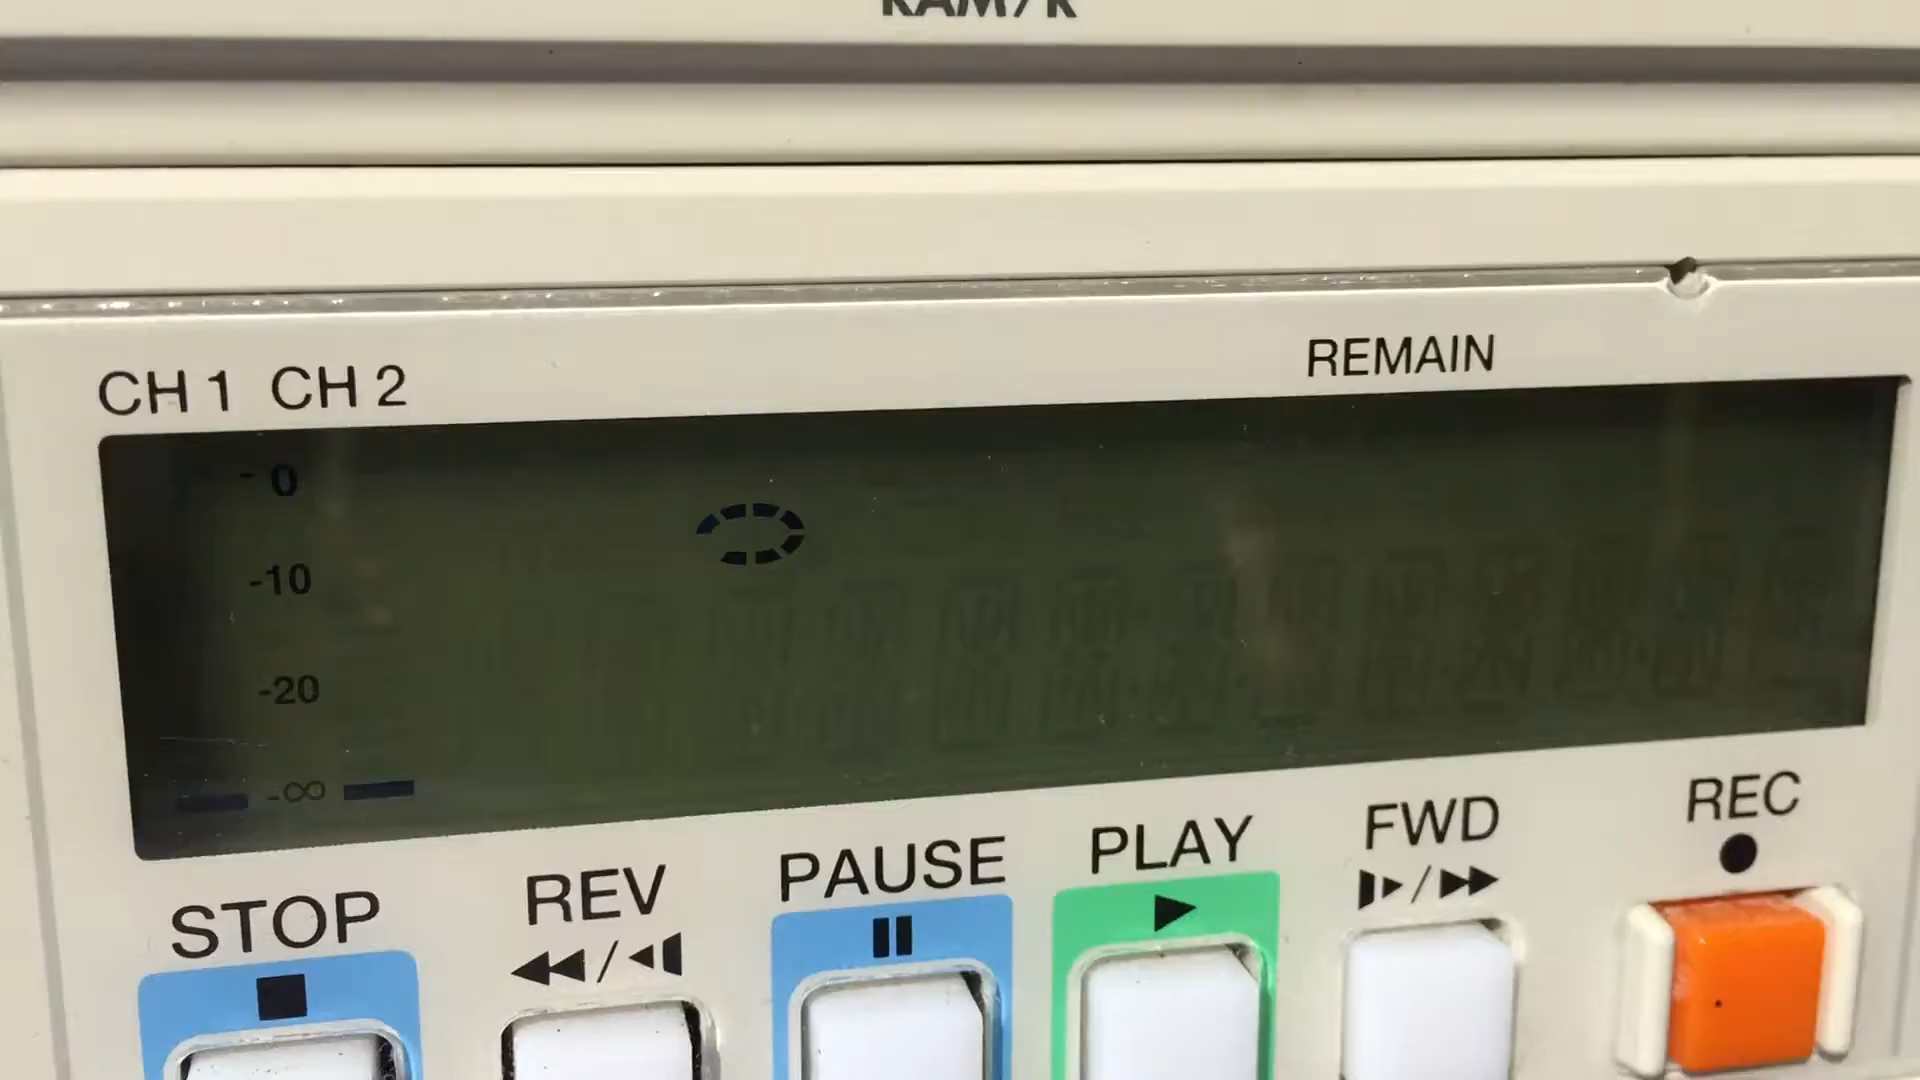 CH 1 CH 2
REMAIN
- 0
-10
-20
-∞
STOP
REV
PAUSE
PLAY
FWD
REC